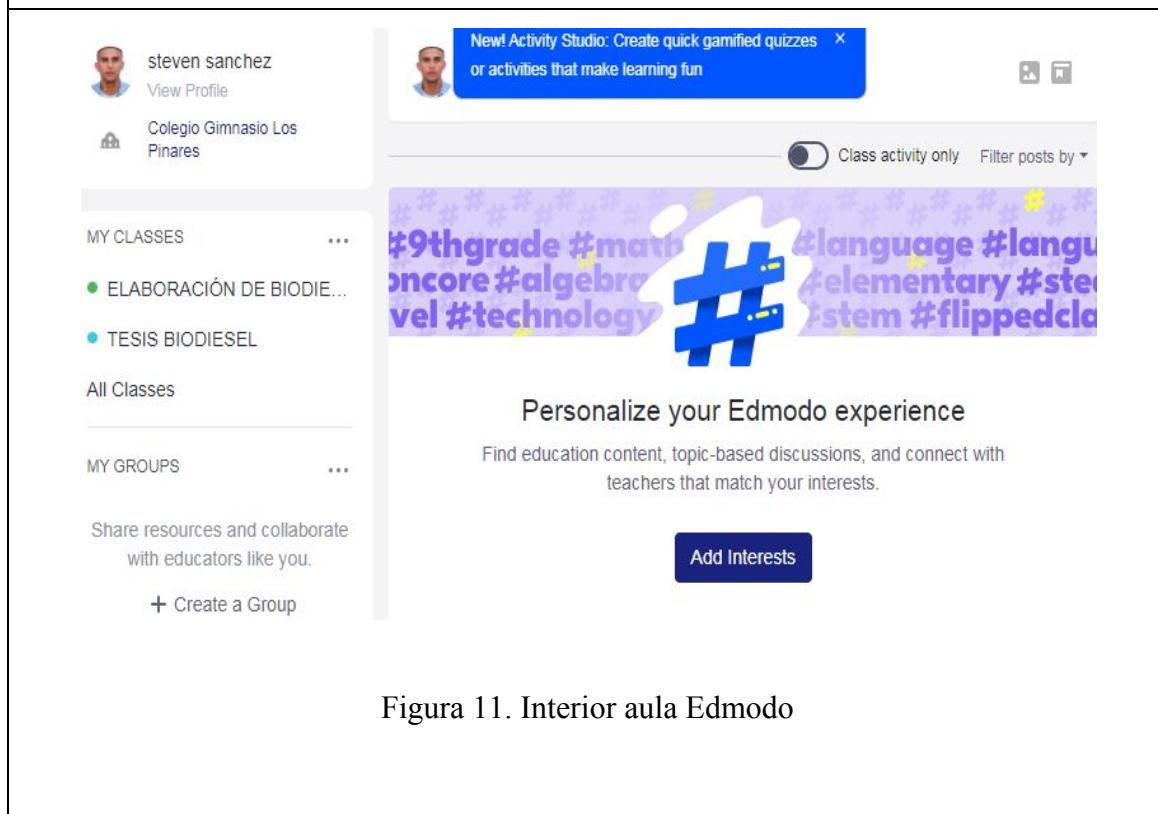 steven sanchez
View Profile
Colegio Gimnasio Los
Pinares
MY CLASSES
ELABORACIÓN DE BIODIE...
TESIS BIODIESEL
All Classes
MY GROUPS
Share resources and collaborate
with educators like you.
+ Create a Group
New! Activity Studio: Create quick gamified quizzes ×
or activities that make learning fun
Class activity only Filter posts by
#9thgrade #math #language #langu
oncore #algebra #elementary #ste
vel #technology #stem #flippedcla
#
Personalize your Edmodo experience
Find education content, topic-based discussions, and connect with
teachers that match your interests.
Add Interests
Figura 11. Interior aula Edmodo